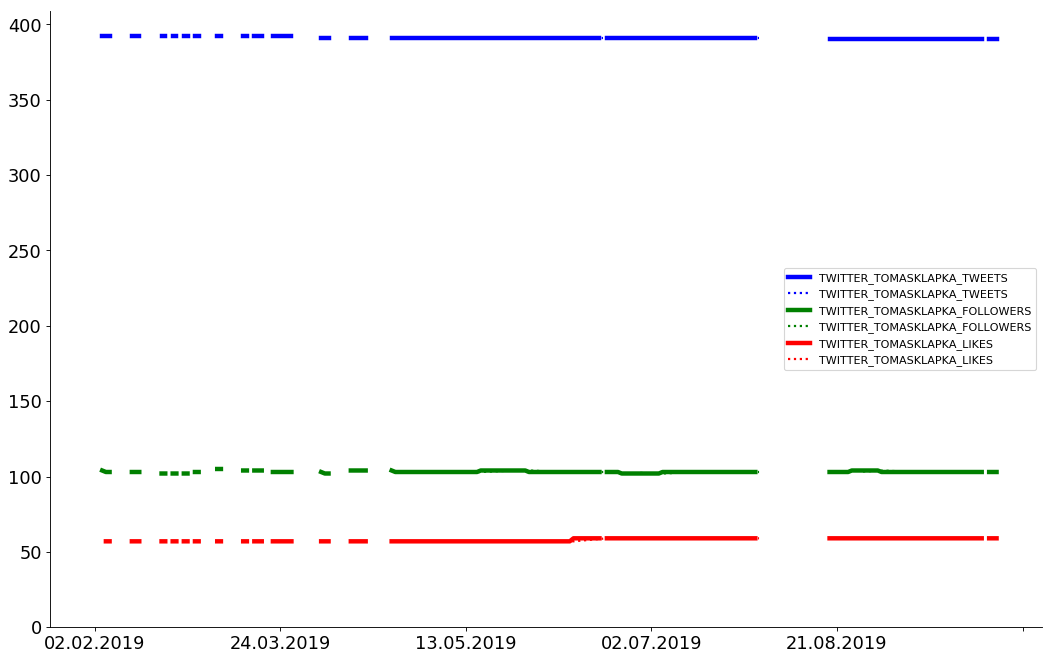 400
350
300
250
200
150
100
50
0
TWITTER_TOMASKLAPKA_TWEETS
TWITTER_TOMASKLAPKA_TWEETS
TWITTER_TOMASKLAPKA_FOLLOWERS
TWITTER_TOMASKLAPKA_FOLLOWERS
TWITTER_TOMASKLAPKA_LIKES
TWITTER_TOMASKLAPKA_LIKES
02.02.2019 24.03.2019 13.05.2019 02.07.2019 21.08.2019